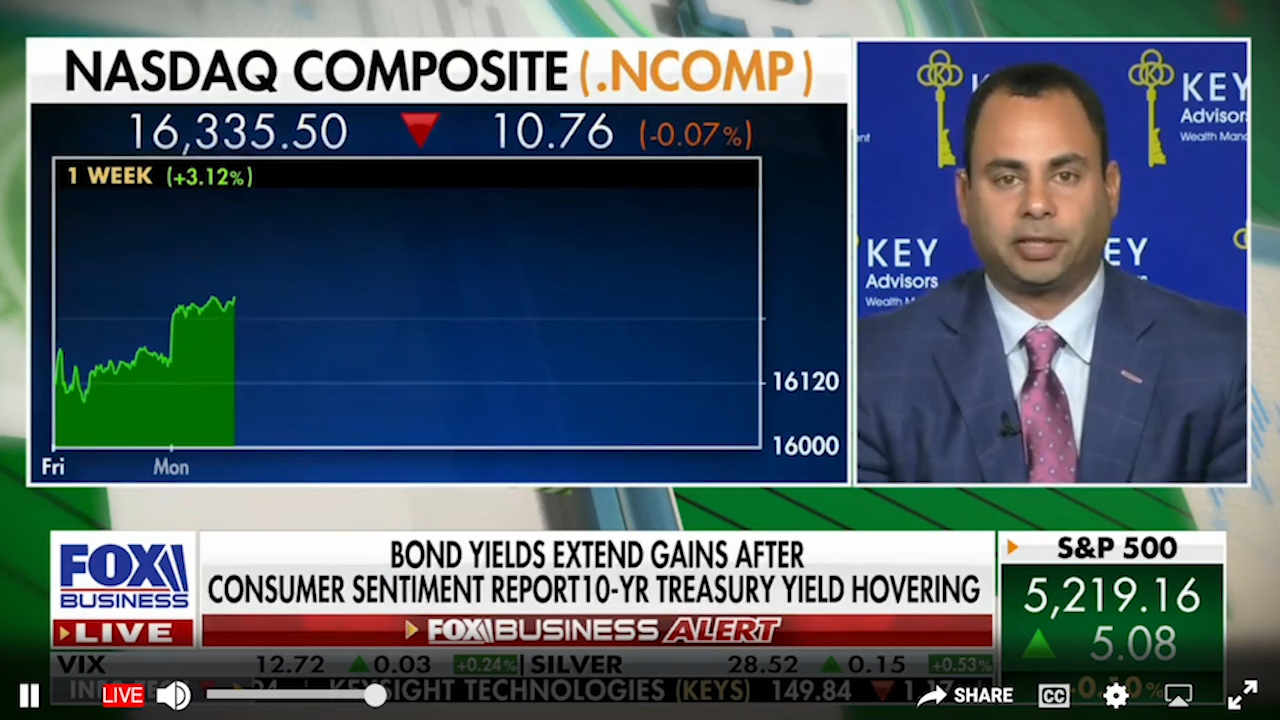 NASDAQ COMPOSITE (.NCOMP)
16,335.50 10.76 (-0.07%)
1 WEEK (+3.12%)
16120
16000
Fri Mon
KEY
Advisors
Wealth Mana
KEY
Advisors
Wealth M
EY
FOX
BUSINESS
LIVE
BOND YIELDS EXTEND GAINS AFTER
CONSUMER SENTIMENT REPORT10-YR TREASURY YIELD HOVERING
FOX BUSINESS ALERT
S&P 500
5,219.16
5.08
VIX 12.72 0.03 +0.24% SILVER 28.52 0.15 +0.53%
KEYSIGHT TECHNOLOGIES (KEYS) 149.84
LIVE
SHARE
CC